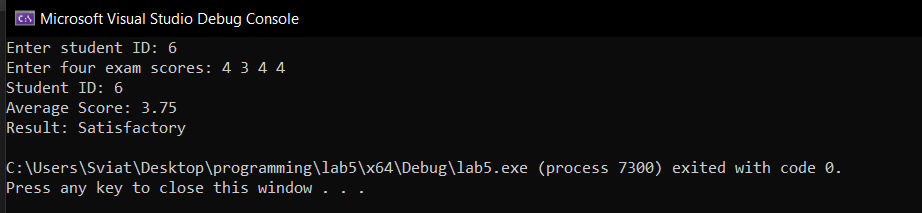 Microsoft Visual Studio Debug Console
Enter student ID: 6
Enter four exam scores: 4 3 4 4
Student ID: 6
Average Score: 3.75
Result: Satisfactory
C:\Users\Sviat\Desktop\programming\lab5\x64\Debug\lab5.exe (process 7300) exited with code 0.
Press any key to close this window . . .